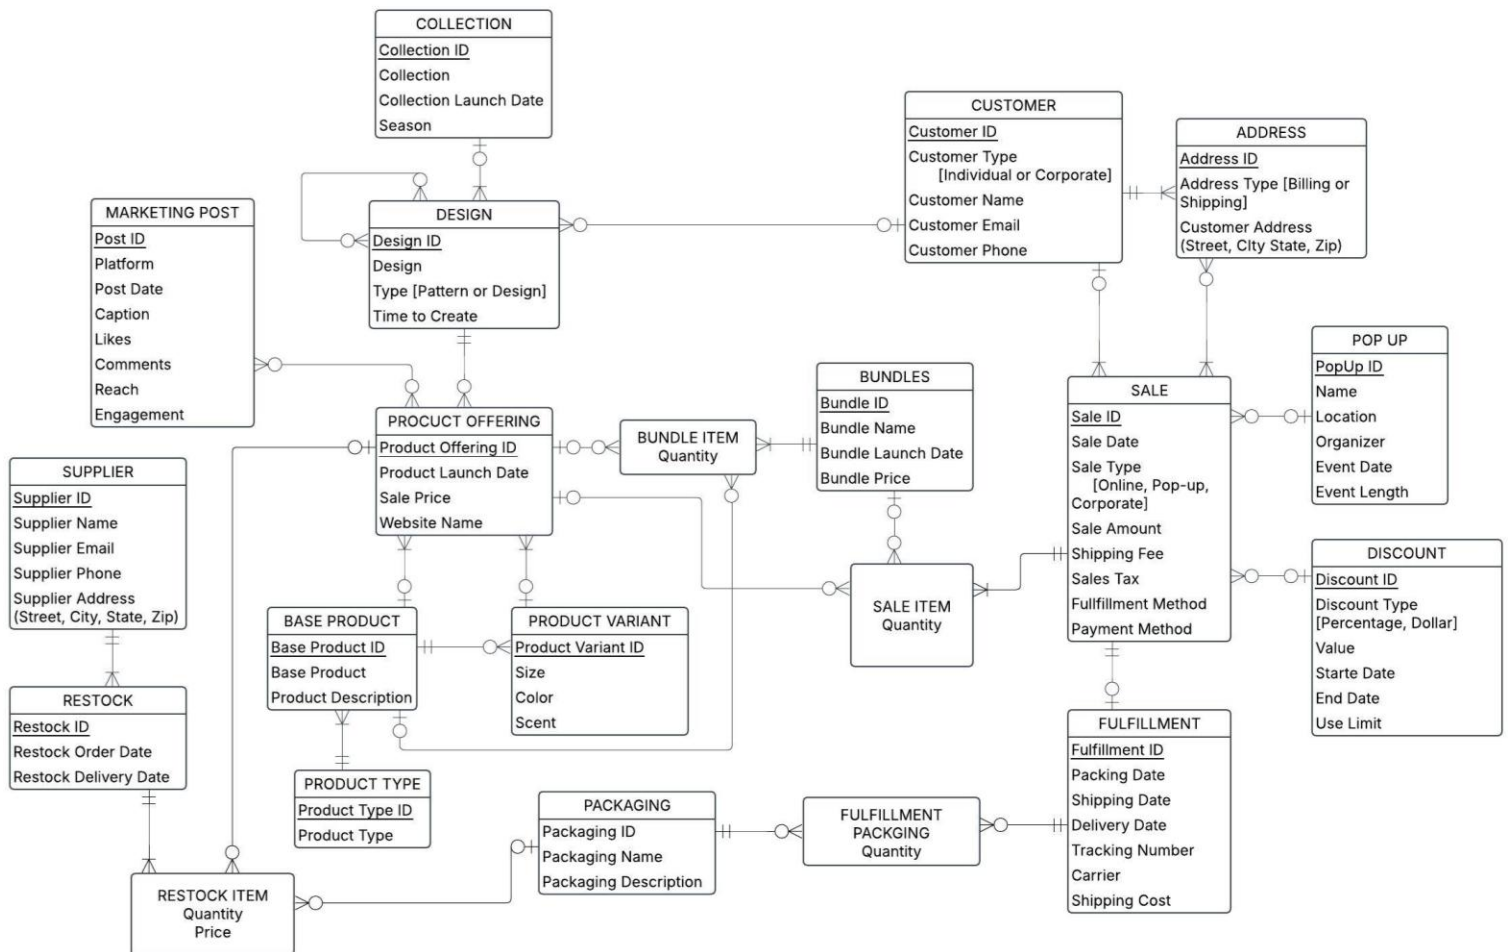 COLLECTION
Collection ID
Collection
Collection Launch Date
Season
CUSTOMER
Customer ID
Customer Type
[Individual or Corporate]
Customer Name
Customer Email
Customer Phone
ADDRESS
Address ID
Address Type [Billing or
Shipping]
Customer Address
(Street, CIty State, Zip)
MARKETING POST
Post ID
Platform
Post Date
Caption
Likes
Comments
Reach
Engagement
DESIGN
Design ID
Design
Type [Pattern or Design]
Time to Create
POP UP
PopUp ID
Name
Location
Organizer
Event Date
Event Length
BUNDLES
Bundle ID
Bundle Name
Bundle Launch Date
Bundle Price
SALE
Sale ID
Sale Date
Sale Type
[Online, Pop-up,
Corporate]
Sale Amount
Shipping Fee
Sales Tax
Fullfillment Method
Payment Method
PROCUCT OFFERING
Product Offering ID
Product Launch Date
Sale Price
Website Name
BUNDLE ITEM
Quantity
SUPPLIER
Supplier ID
Supplier Name
Supplier Email
Supplier Phone
Supplier Address
(Street, City, State, Zip)
DISCOUNT
Discount ID
Discount Type
[Percentage, Dollar]
Value
Starte Date
End Date
Use Limit
SALE ITEM
Quantity
BASE PRODUCT
Base Product ID
Base Product
Product Description
PRODUCT VARIANT
Product Variant ID
Size
Color
Scent
RESTOCK
Restock ID
Restock Order Date
Restock Delivery Date
FULFILLMENT
Fulfillment ID
Packing Date
Shipping Date
Delivery Date
Tracking Number
Carrier
Shipping Cost
PRODUCT TYPE
Product Type ID
Product Type
PACKAGING
Packaging ID
Packaging Name
Packaging Description
FULFILLMENT
PACKGING
Quantity
RESTOCK ITEM
Quantity
Price